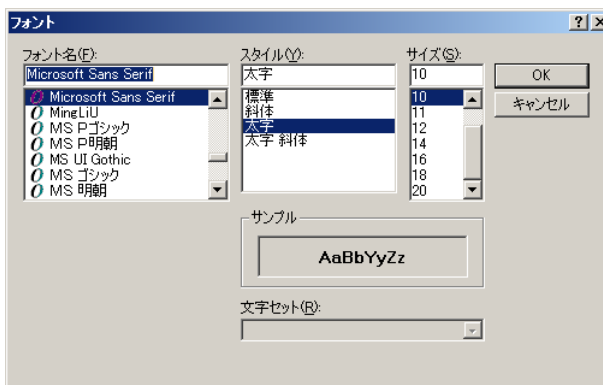 フォント
フォント名(F):
Microsoft Sans Serif
Microsoft Sans Serif
MingLiU
MS Pゴシック
MS P明朝
MS UI Gothic
MS ゴシック
MS 明朝
スタイル(Y):
太字
標準
斜体
太字
太字 斜体
サイズ(S):
10
10
11
12
14
16
18
20
OK
キャンセル
サンプル
AaBbYyZz
文字セット(R):